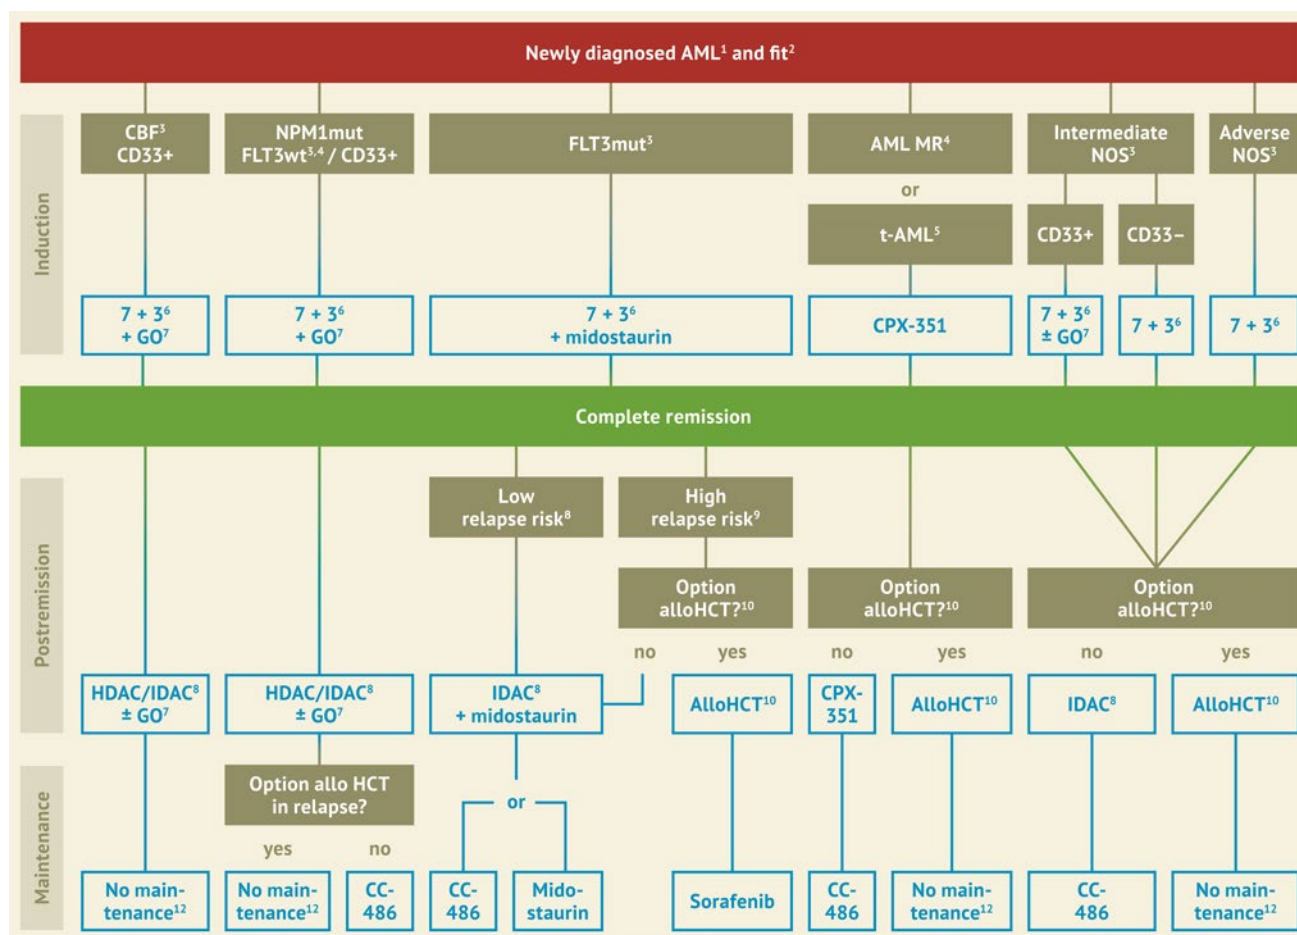 Newly diagnosed AML¹ and fit²
Induction
CBF³
CD33+
NPM1mut
FLT3wt³,⁴ / CD33+
FLT3mut³
AML MR⁴
or
t-AML⁵
Intermediate
NOS³
CD33+
CD33–
Adverse
NOS³
7 + 3⁶
+ GO⁷
7 + 3⁶
+ GO⁷
7 + 3⁶
+ midostaurin
CPX-351
7 + 3⁶
± GO⁷
7 + 3⁶
7 + 3⁶
Complete remission
Postremission
Low
relapse risk⁸
High
relapse risk⁹
Option
alloHCT?¹⁰
Option
alloHCT?¹⁰
Option
alloHCT?¹⁰
no
yes
no
yes
no
yes
HDAC/IDAC⁸
± GO⁷
HDAC/IDAC⁸
± GO⁷
IDAC⁸
+ midostaurin
AlloHCT¹⁰
CPX-
351
AlloHCT¹⁰
IDAC⁸
AlloHCT¹⁰
Maintenance
Option allo HCT
in relapse?
yes
no
or
No main-
tenance¹²
No main-
tenance¹²
CC-
486
CC-
486
Mido-
staurin
Sorafenib
CC-
486
No main-
tenance¹²
CC-
486
No main-
tenance¹²